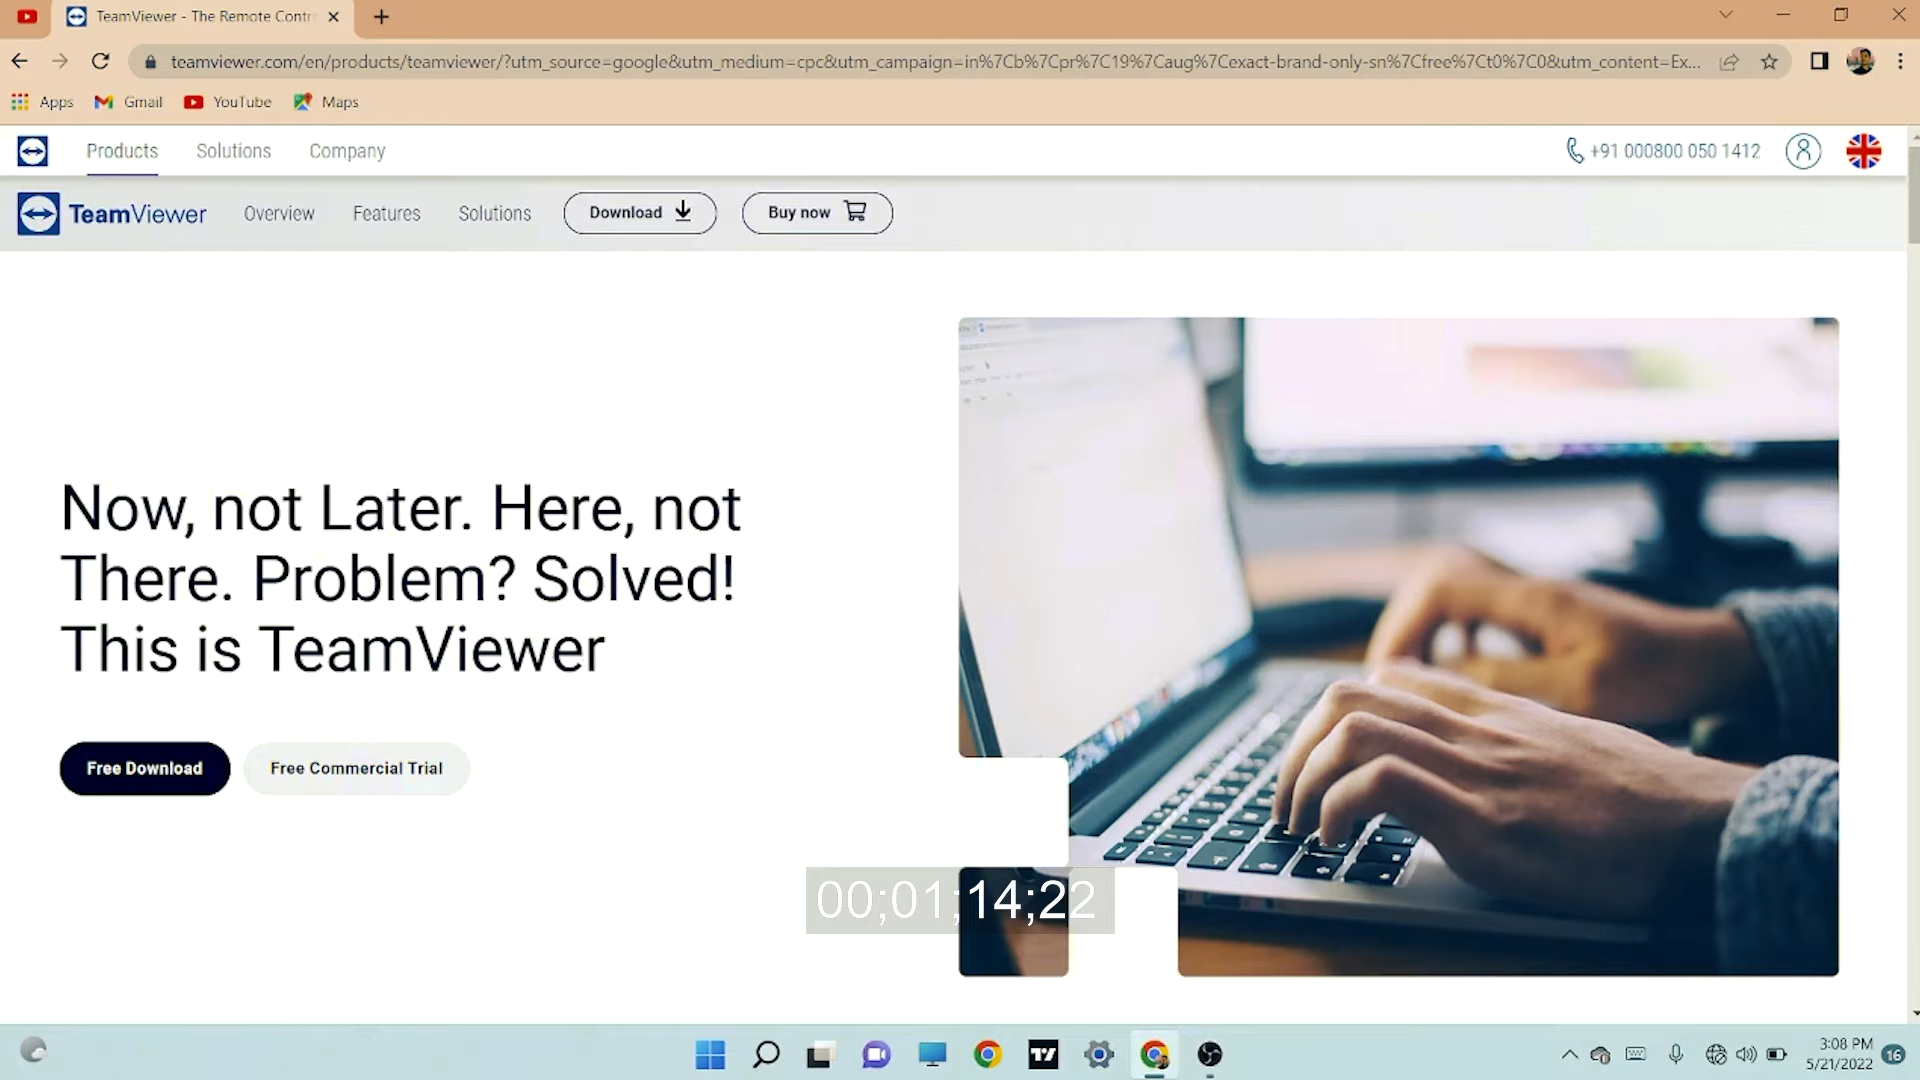 TeamViewer - The Remote Contr
teamviewer.com/en/products/teamviewer/?utm_source=google&utm_medium=cpc&utm_campaign=in%7Cb%7Cpr%7C19%7Caug%7Cexact-brand-only-sn%7Cfree%7Ct0%7C0&utm_content=Ex...
Apps Gmail YouTube Maps
Products Solutions Company +91 000800 050 1412
TeamViewer Overview Features Solutions Download Buy now
Now, not Later. Here, not
There. Problem? Solved!
This is TeamViewer
Free Download Free Commercial Trial
00;01;14;22
3:08 PM
5/21/2022 16